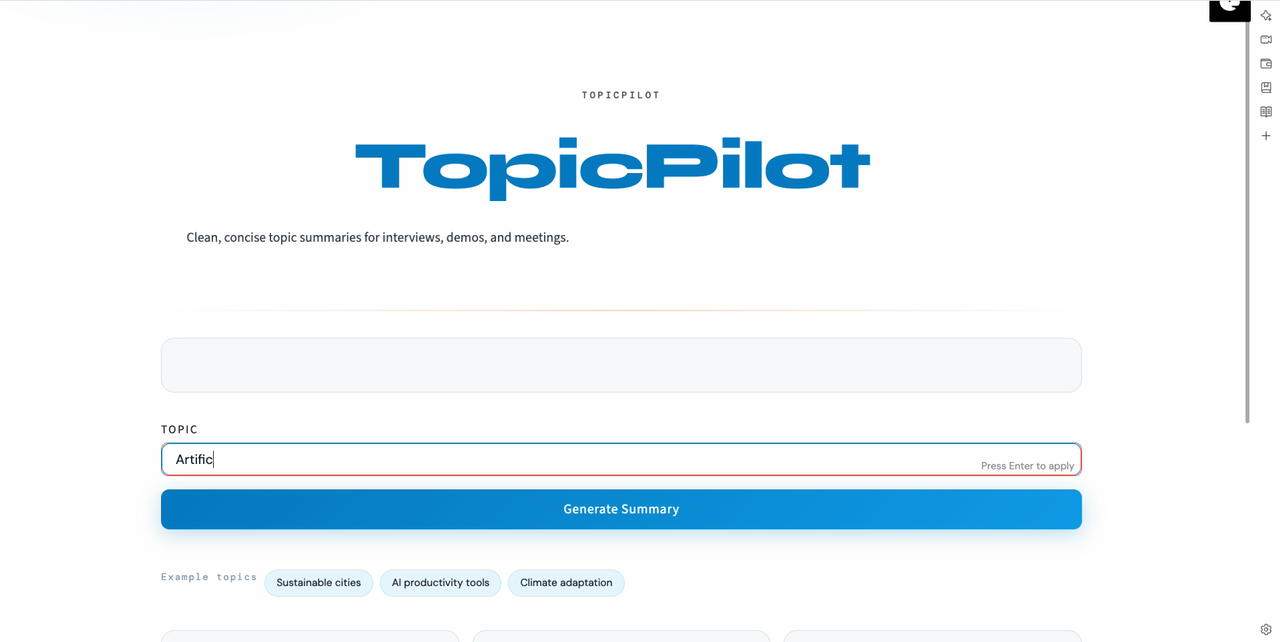 TOPICPILOT
TopicPilot
Clean, concise topic summaries for interviews, demos, and meetings.
TOPIC
Artific
Press Enter to apply
Generate Summary
Example topics
Sustainable cities
AI productivity tools
Climate adaptation